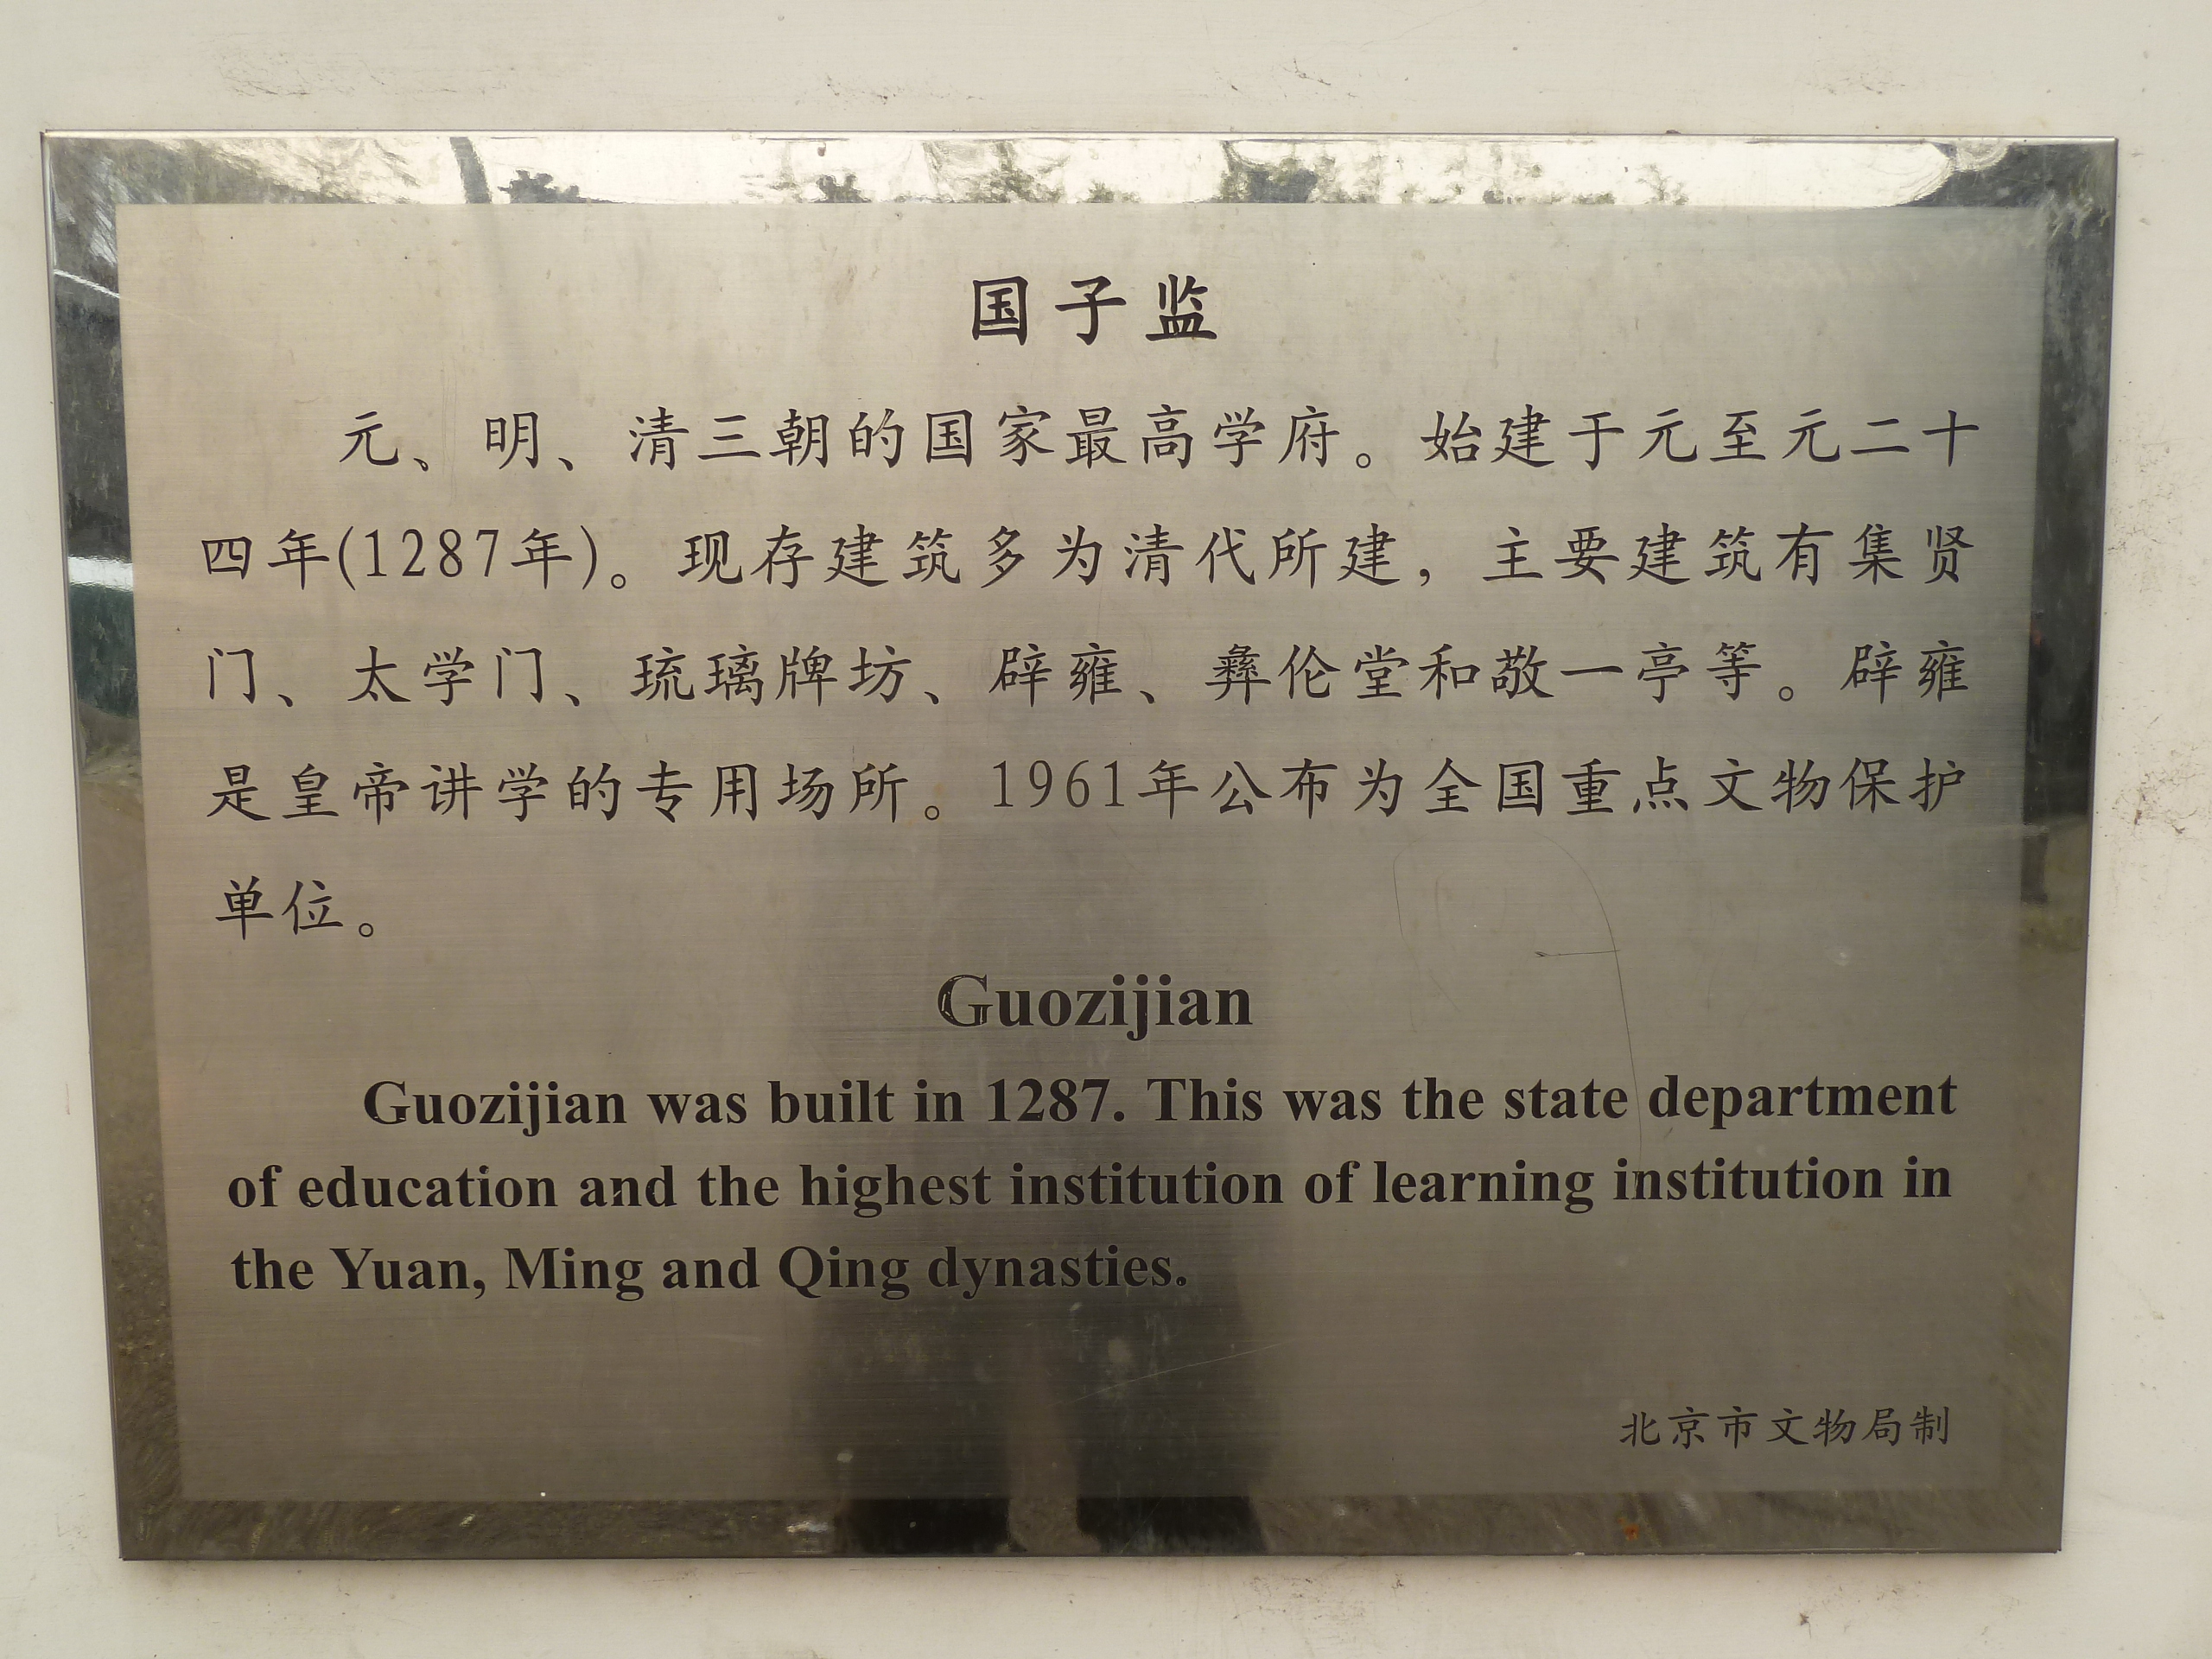 国子监
元、明、清三朝的国家最高学府。始建于元至元二十
四年(1287年)。现存建筑多为清代所建，主要建筑有集贤
门、太学门、琉璃牌坊、辟雍、彝伦堂和敬一亭等。辟雍
是皇帝讲学的专用场所。1961年公布为全国重点文物保护
单位。
Guozijian
Guozijian was built in 1287. This was the state department
of education and the highest institution of learning institution in
the Yuan, Ming and Qing dynasties.
北京市文物局制